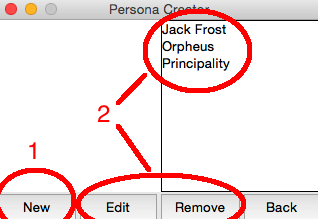 Persona Creator
Jack Frost
Orpheus
Principality
2
1
New Edit Remove Back